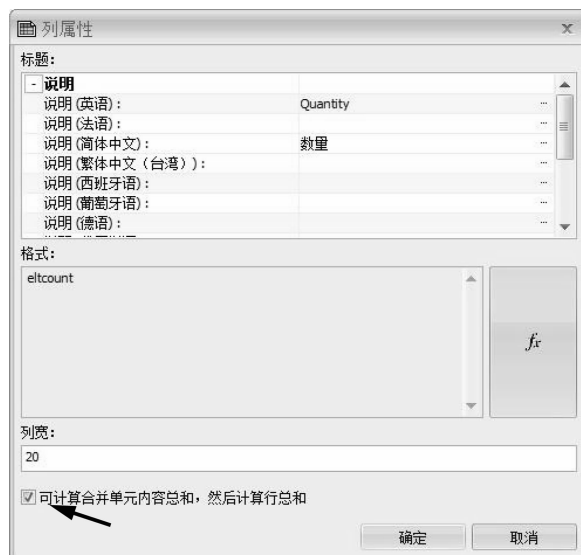 列属性
标题:
说明
说明(英语): Quantity
说明(法语):
说明(简体中文): 数量
说明(繁体中文（台湾）):
说明(西班牙语):
说明(葡萄牙语):
说明(德语):
格式:
eltcount
fx
列宽:
20
可计算合并单元内容总和，然后计算行总和
确定 取消